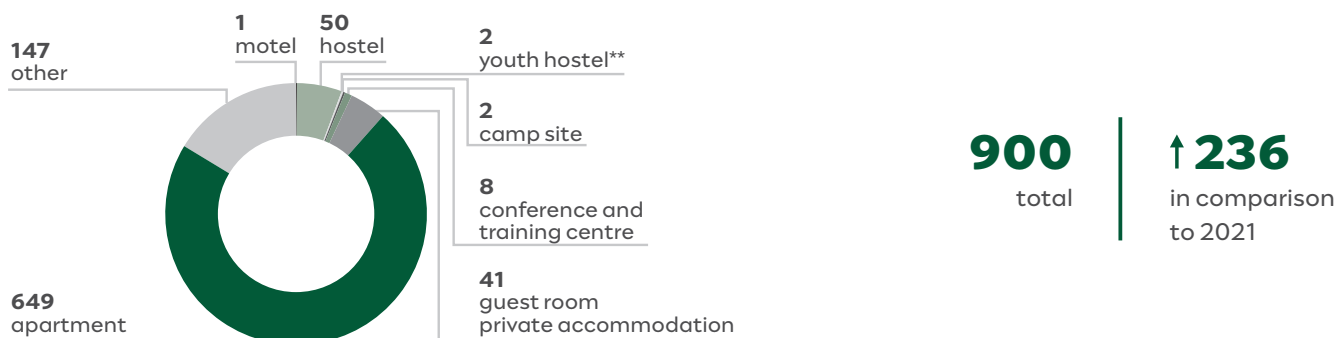 1
motel
50
hostel
147
other
2
youth hostel**
2
camp site
8
conference and
training centre
41
guest room
private accommodation
649
apartment
900
total
↑ 236
in comparison
to 2021